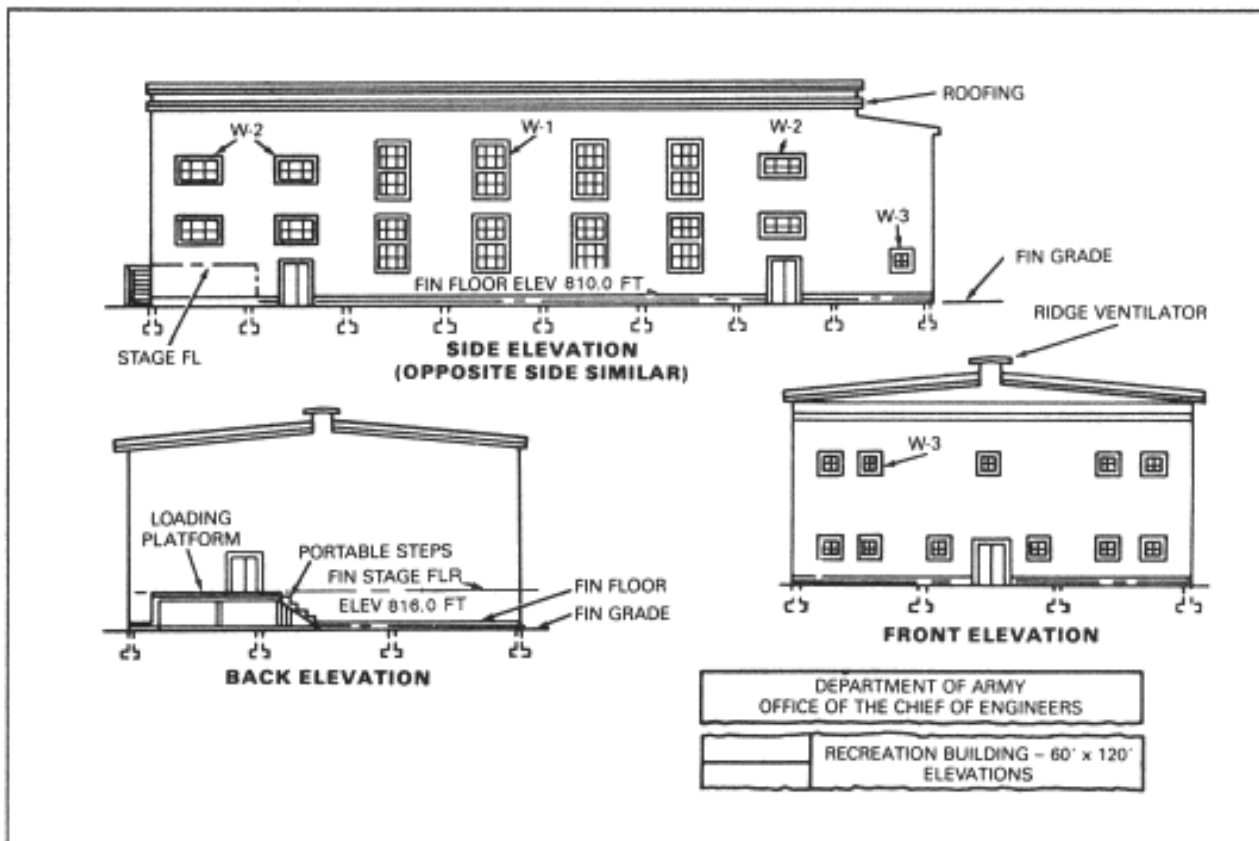 ROOFING
W-2
W-1
W-2
W-3
FIN GRADE
FIN FLOOR ELEV 810.0 FT
RIDGE VENTILATOR
STAGE FL
SIDE ELEVATION
(OPPOSITE SIDE SIMILAR)
W-3
LOADING
PLATFORM
PORTABLE STEPS
FIN STAGE FLR
FIN FLOOR
ELEV 816.0 FT
FIN GRADE
BACK ELEVATION
FRONT ELEVATION
DEPARTMENT OF ARMY
OFFICE OF THE CHIEF OF ENGINEERS
RECREATION BUILDING – 60' x 120'
ELEVATIONS